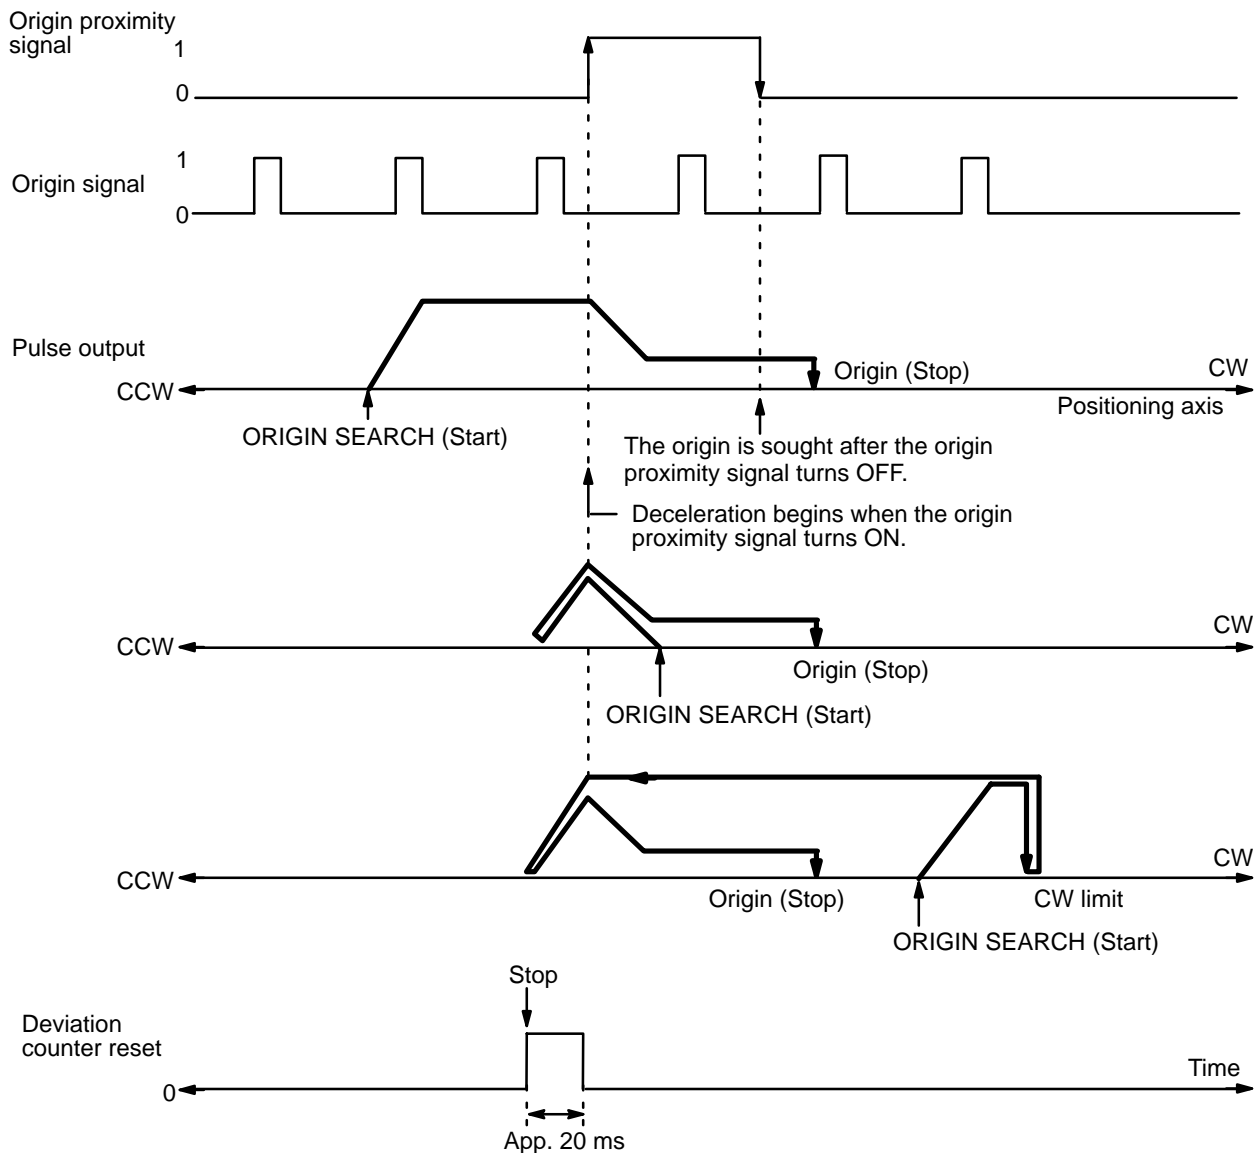 Origin proximity
signal
1
0
Origin signal
1
0
Pulse output
CCW
CW
Origin (Stop)
Positioning axis
ORIGIN SEARCH (Start)
The origin is sought after the origin
proximity signal turns OFF.
Deceleration begins when the origin
proximity signal turns ON.
CCW
CW
Origin (Stop)
ORIGIN SEARCH (Start)
CCW
CW
Origin (Stop)
CW limit
ORIGIN SEARCH (Start)
Stop
Deviation
counter reset
0
Time
App. 20 ms